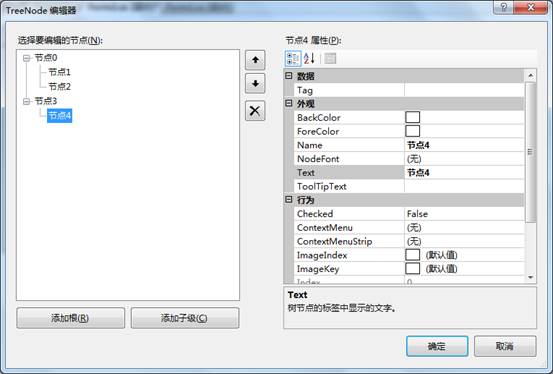 TreeNode 编辑器
选择要编辑的节点(N):
节点0
节点1
节点2
节点3
节点4
添加根(R)
添加子级(C)
节点4 属性(P):
数据
Tag
外观
BackColor
ForeColor
Name 节点4
NodeFont (无)
Text 节点4
ToolTipText
行为
Checked False
ContextMenu (无)
ContextMenuStrip (无)
ImageIndex (默认值)
ImageKey (默认值)
Index 0
Text
树节点的标签中显示的文字。
确定
取消